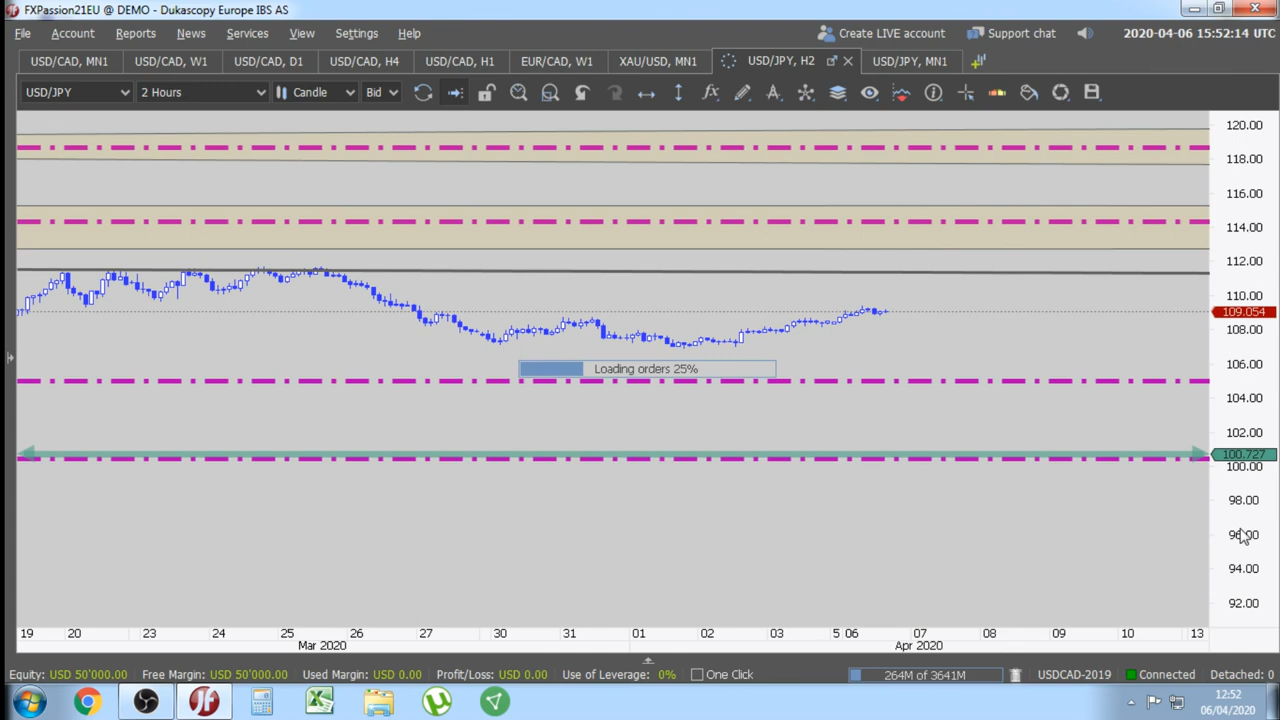 FXPassion21EU @ DEMO - Dukascopy Europe IBS AS
File Account Reports News Services View Settings Help
Create LIVE account Support chat 2020-04-06 15:52:14 UTC
USD/CAD, MN1 USD/CAD, W1 USD/CAD, D1 USD/CAD, H4 USD/CAD, H1 EUR/CAD, W1 XAU/USD, MN1 USD/JPY, H2 USD/JPY, MN1
USD/JPY 2 Hours Candle Bid
120.00
118.00
116.00
114.00
112.00
110.00
109.054
108.00
106.00
Loading orders 25%
104.00
102.00
100.727
100.00
98.00
94.00
92.00
19 20 23 24 25 26 27 30 31 01 02 03 5 06 07 08 09 10 13
Mar 2020 Apr 2020
Equity: USD 50'000.00 Free Margin: USD 50'000.00 Used Margin: USD 0.00 Profit/Loss: USD 0.00 Use of Leverage: 0% One Click 264M of 3641M USDCAD-2019 Connected Detached: 0
12:52
06/04/2020